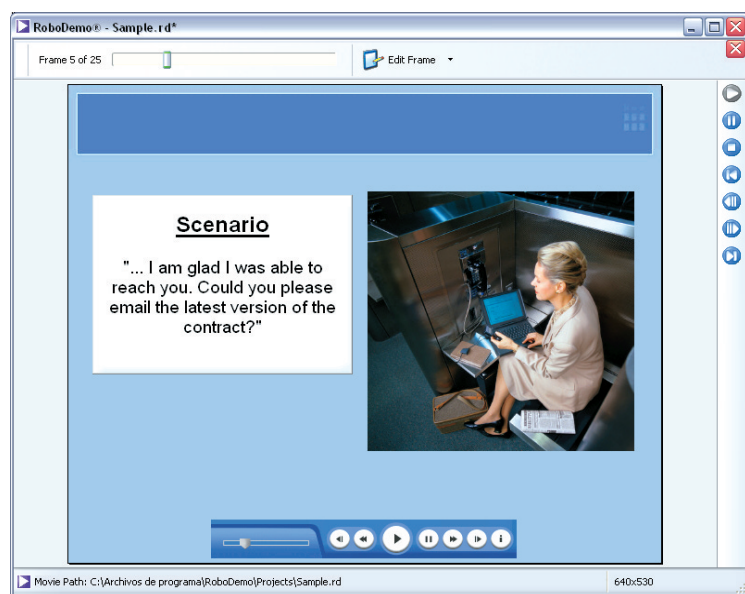 RoboDemo® - Sample.rd*
Frame 5 of 25
Edit Frame
Scenario
"... I am glad I was able to
reach you. Could you please
email the latest version of the
contract?"
Movie Path: C:\Archivos de programa\RoboDemo\Projects\Sample.rd
640x530